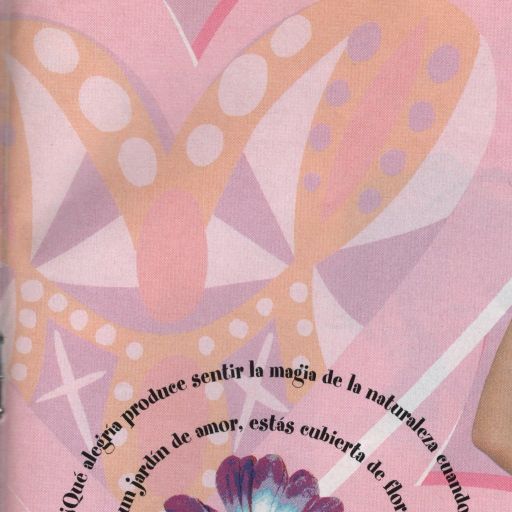 ¡Qué alegría produce sentir la magia de la naturaleza cuando
un jardín de amor, estás cubierta de flor